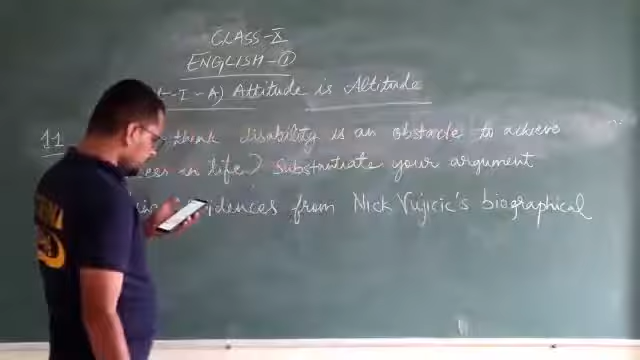 CLASS-X
ENGLISH-①
-I-A) Attitude is Altitude
11 think disability is an obstacle to achieve
in life? Substantiate your argument
from Nick Vujicic's biographical